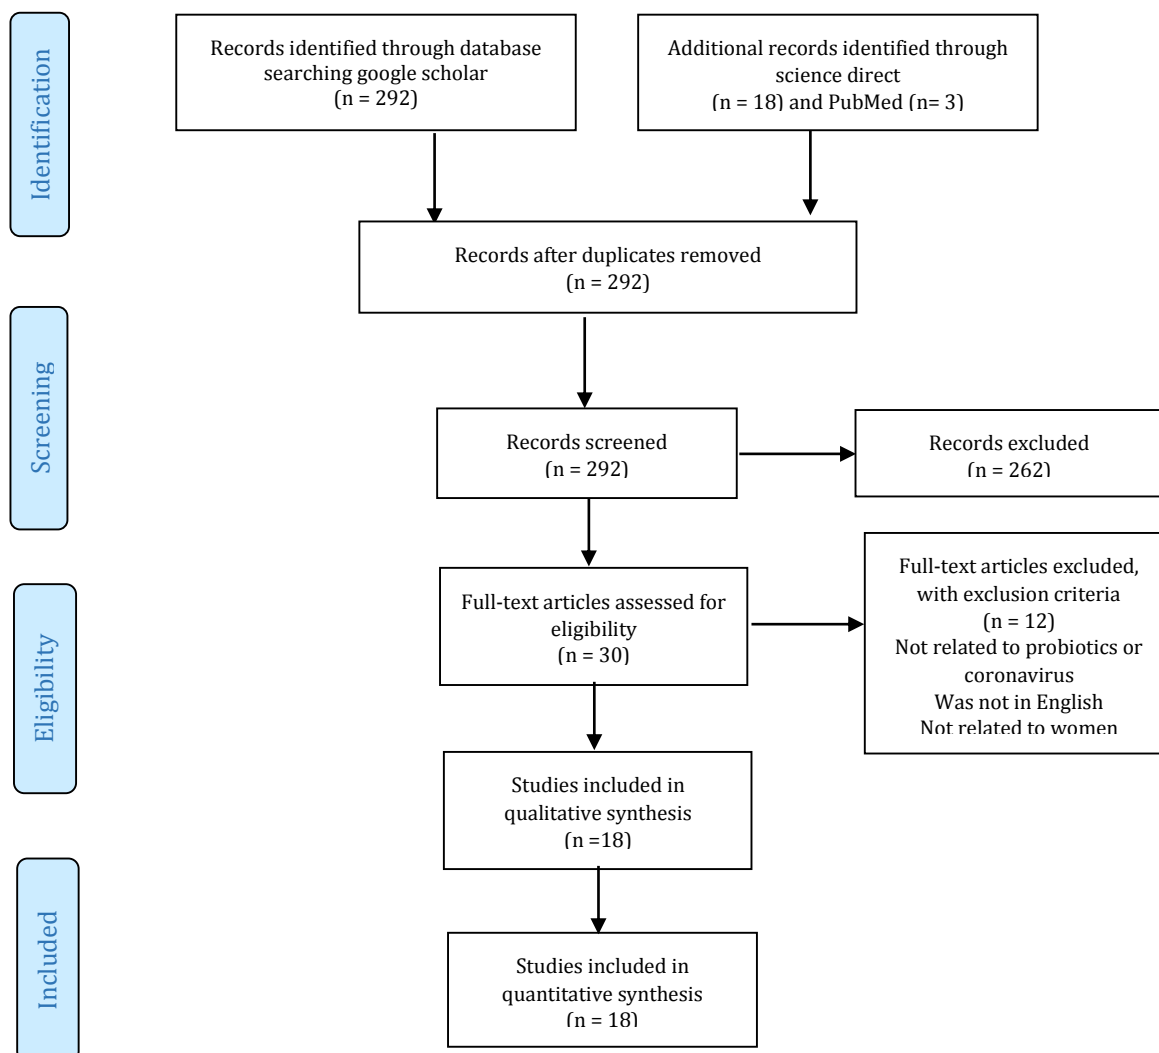 Identification
Records identified through database
searching google scholar
(n = 292)
Additional records identified through
science direct
(n = 18) and PubMed (n= 3)
Records after duplicates removed
(n = 292)
Screening
Records screened
(n = 292)
Records excluded
(n = 262)
Eligibility
Full-text articles assessed for
eligibility
(n = 30)
Full-text articles excluded,
with exclusion criteria
(n = 12)
Not related to probiotics or
coronavirus
Was not in English
Not related to women
Studies included in
qualitative synthesis
(n =18)
Included
Studies included in
quantitative synthesis
(n = 18)